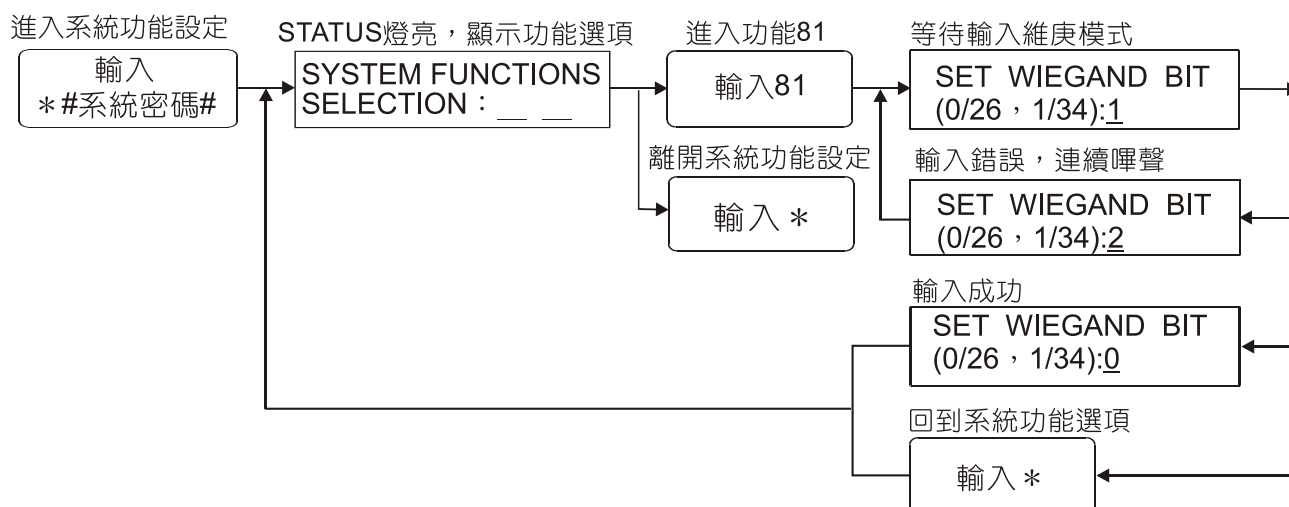 進入系統功能設定
輸入
＊#系統密碼#
STATUS燈亮，顯示功能選項
SYSTEM FUNCTIONS
SELECTION：__ __
進入功能81
輸入81
離開系統功能設定
輸入＊
等待輸入維庚模式
SET WIEGAND BIT
(0/26，1/34):1
輸入錯誤，連續嗶聲
SET WIEGAND BIT
(0/26，1/34):2
輸入成功
SET WIEGAND BIT
(0/26，1/34):0
回到系統功能選項
輸入＊